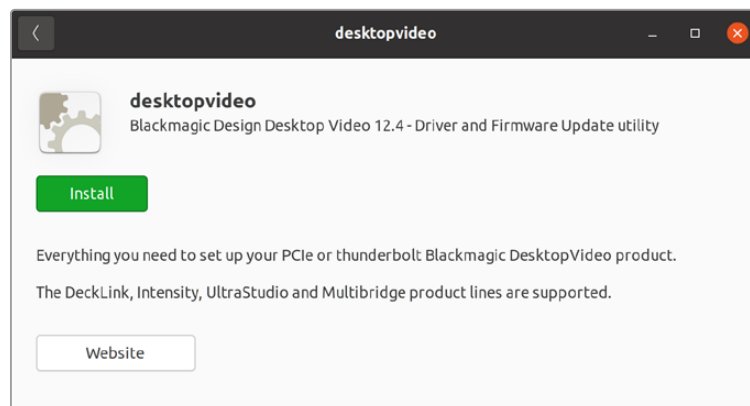 desktopvideo
desktopvideo
Blackmagic Design Desktop Video 12.4 - Driver and Firmware Update utility
Install
Everything you need to set up your PCIe or thunderbolt Blackmagic DesktopVideo product.
The DeckLink, Intensity, UltraStudio and Multibridge product lines are supported.
Website